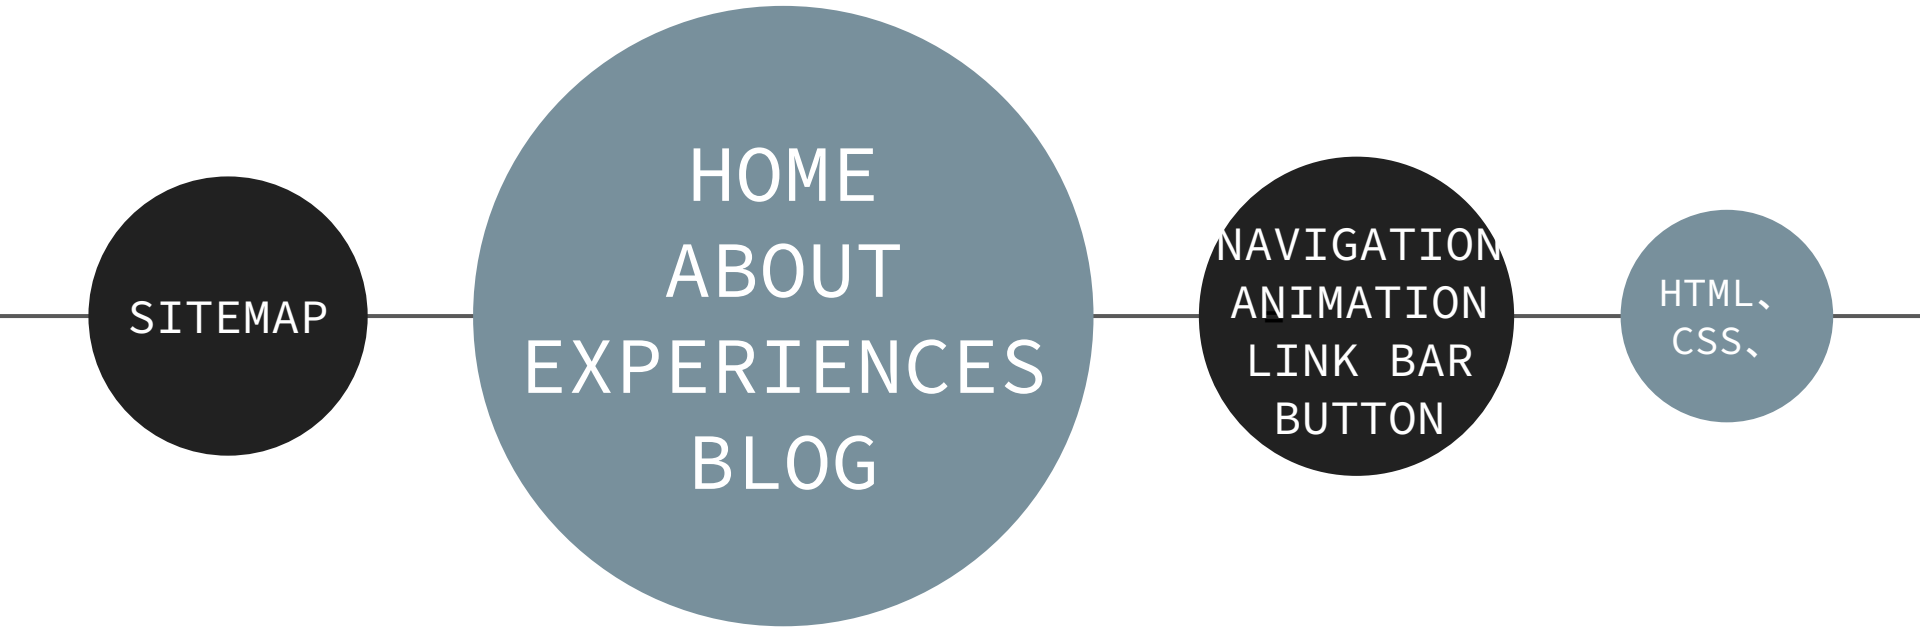 SITEMAP
HOME
ABOUT
EXPERIENCES
BLOG
NAVIGATION
ANIMATION
LINK BAR
BUTTON
HTML、
CSS、